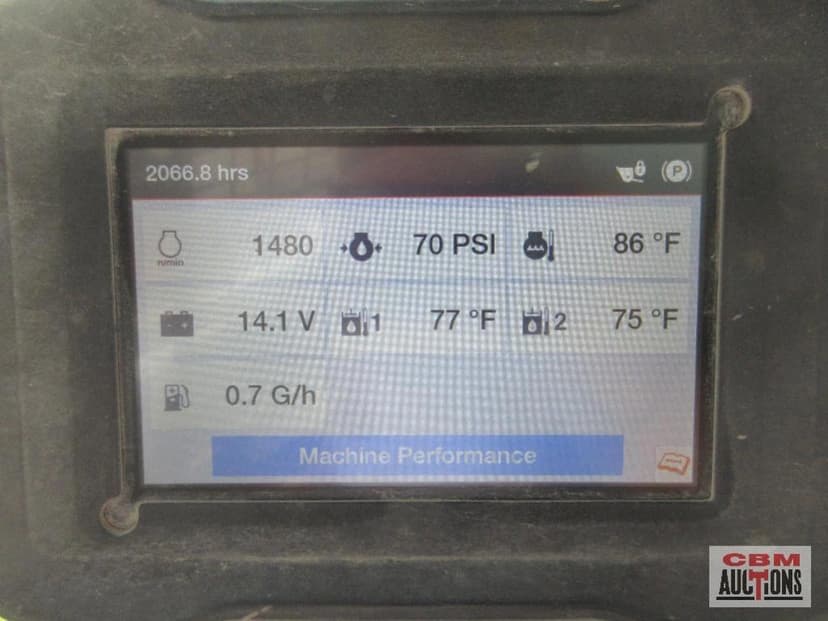 2066.8 hrs
P
1480 70 PSI 86 °F
n/min
14.1 V 1 77 °F 2 75 °F
0.7 G/h
Machine Performance
CBM
AUCTIONS